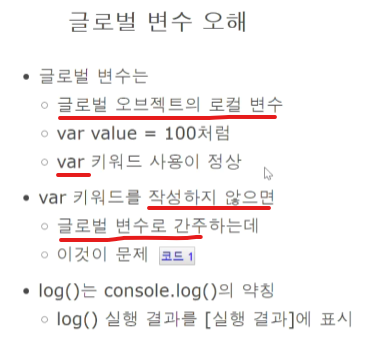 글로벌 변수 오해
• 글로벌 변수는
○ 글로벌 오브젝트의 로컬 변수
○ var value = 100처럼
○ var 키워드 사용이 정상
• var 키워드를 작성하지 않으면
○ 글로벌 변수로 간주하는데
○ 이것이 문제 코드 1
• log()는 console.log()의 약칭
○ log() 실행 결과를 [실행 결과]에 표시